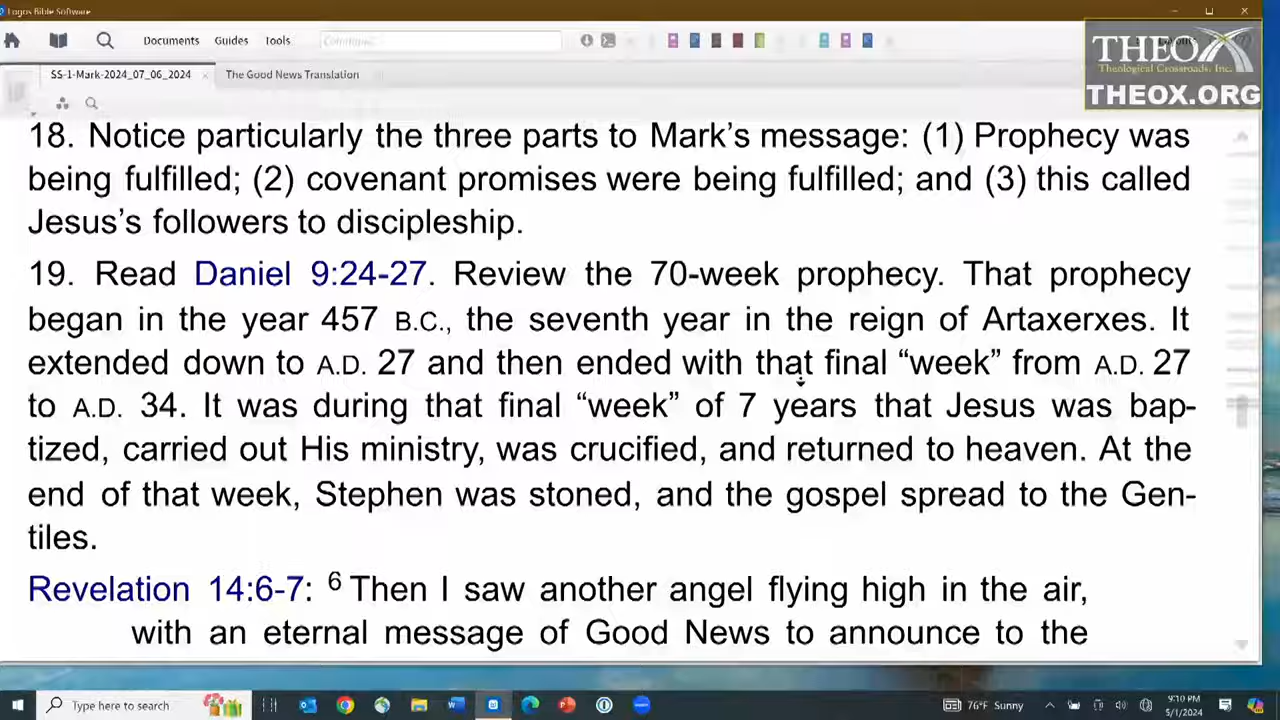 Logos Bible Software
Documents Guides Tools
THEOX
Theological Crossroads, Inc.
THEOX.ORG
SS-1-Mark-2024_07_06_2024 × The Good News Translation
18. Notice particularly the three parts to Mark's message: (1) Prophecy was
being fulfilled; (2) covenant promises were being fulfilled; and (3) this called
Jesus's followers to discipleship.
19. Read Daniel 9:24-27. Review the 70-week prophecy. That prophecy
began in the year 457 B.C., the seventh year in the reign of Artaxerxes. It
extended down to A.D. 27 and then ended with that final “week” from A.D. 27
to A.D. 34. It was during that final “week” of 7 years that Jesus was bap-
tized, carried out His ministry, was crucified, and returned to heaven. At the
end of that week, Stephen was stoned, and the gospel spread to the Gen-
tiles.
Revelation 14:6-7: 6 Then I saw another angel flying high in the air,
with an eternal message of Good News to announce to the
Type here to search
76°F Sunny
9:10 PM
5/1/2024